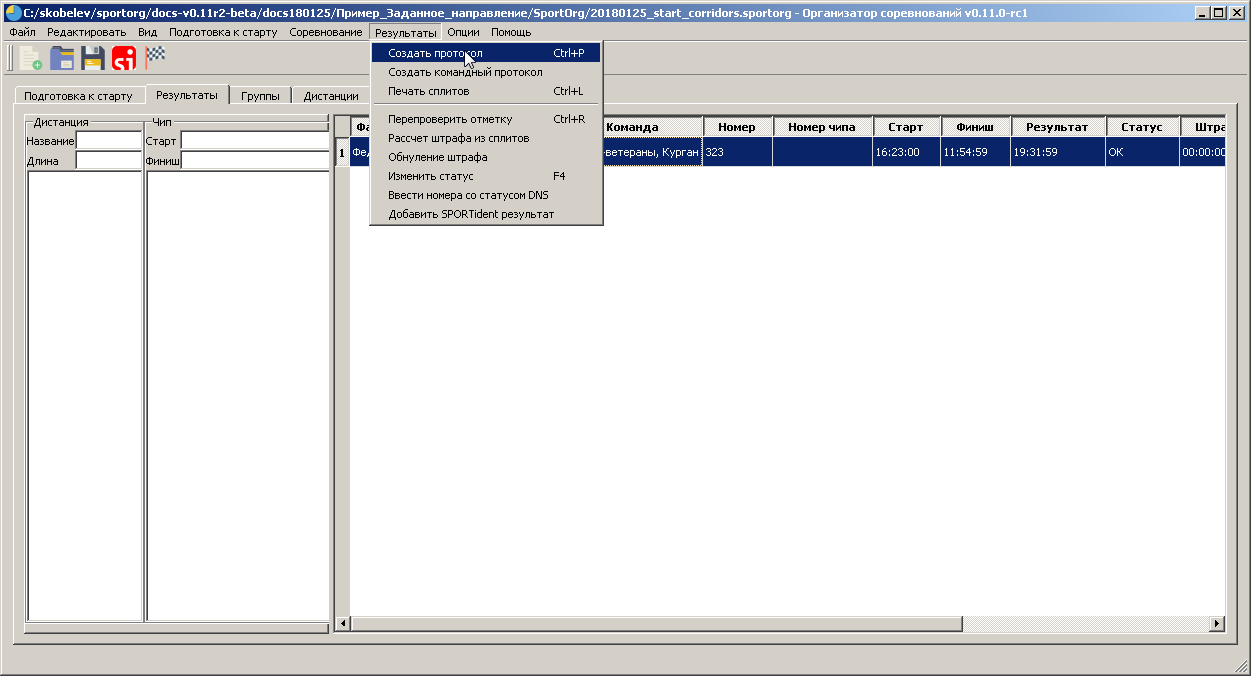 C:/skobelev/sportorg/docs-v0.11r2-beta/docs180125/Пример_Заданное_направление/SportOrg/20180125_start_corridors.sportorg - Организатор соревнований v0.11.0-rc1
Файл Редактировать Вид Подготовка к старту Соревнование Результаты Опции Помощь
si
Создать протокол Ctrl+P
Создать командный протокол
Печать сплитов Ctrl+L
Перепроверить отметку Ctrl+R
Рассчет штрафа из сплитов
Обнуление штрафа
Изменить статус F4
Ввести номера со статусом DNS
Добавить SPORTident результат
Подготовка к старту Результаты Группы Дистанции
Дистанция Чип
Название Старт
Длина Финиш
Фа Команда Номер Номер чипа Старт Финиш Результат Статус Штра
1 Фед ветераны, Курган 323 16:23:00 11:54:59 19:31:59 OK 00:00:00